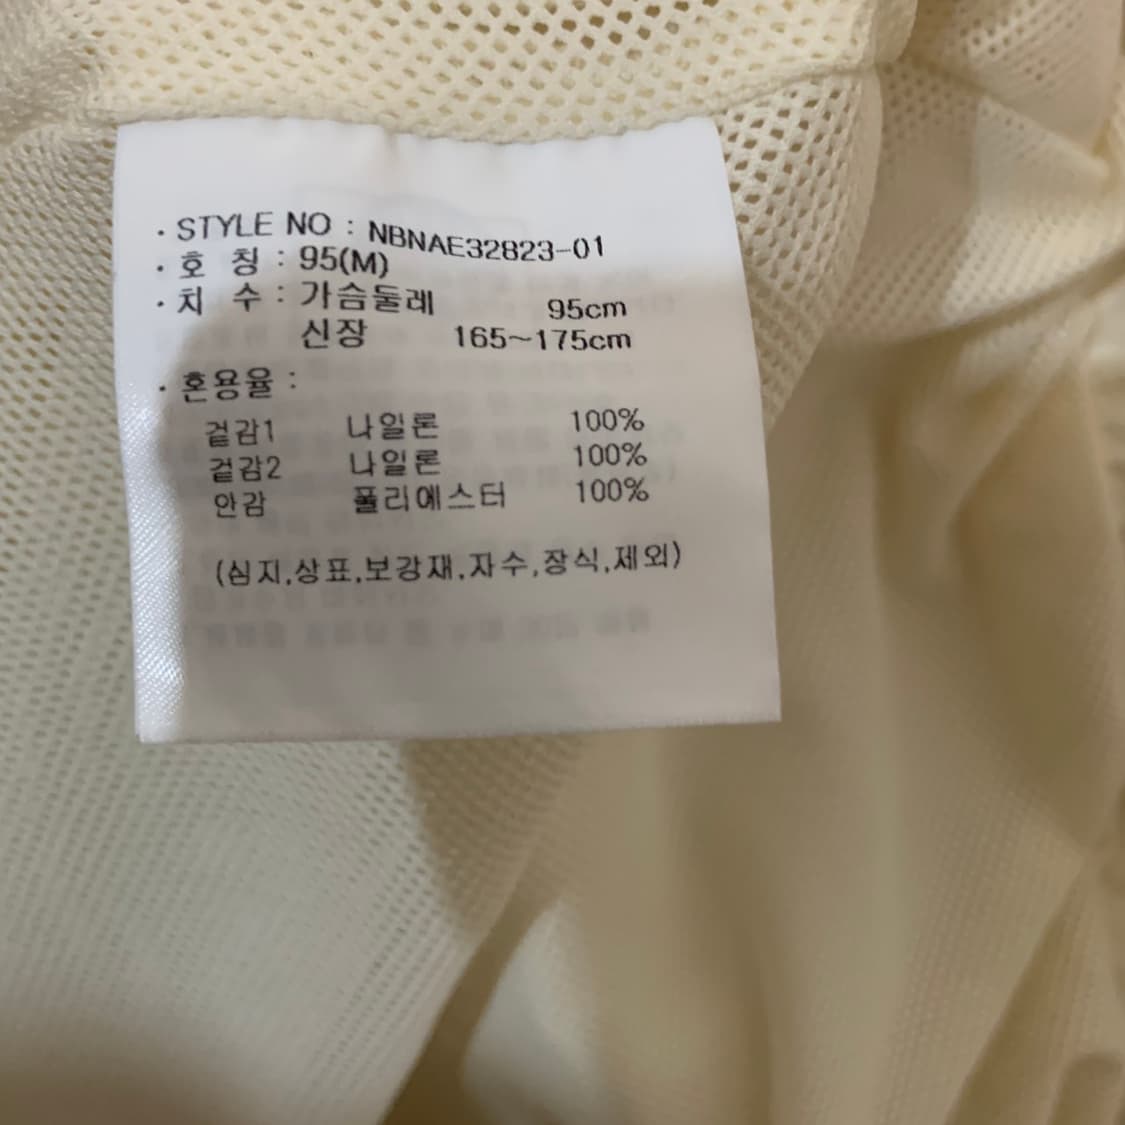 · STYLE NO : NBNAE32823-01
· 호 칭 : 95(M)
· 치 수 : 가슴둘레 95cm
신장 165~175cm
· 혼용율 :
겉감1 나일론 100%
겉감2 나일론 100%
안감 폴리에스터 100%
(심지,상표,보강재,자수,장식,제외)